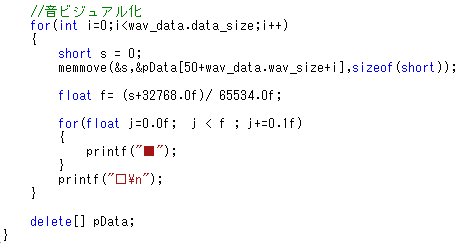 //音ビジュアル化
for(int i=0;i<wav_data.data_size;i++)
{
short s = 0;
memmove(&s,&pData[50+wav_data.wav_size+i],sizeof(short));
float f= (s+32768.0f)/ 65534.0f;
for(float j=0.0f; j < f ; j+=0.1f)
{
printf("■");
}
printf("□¥n");
}
delete[] pData;
}